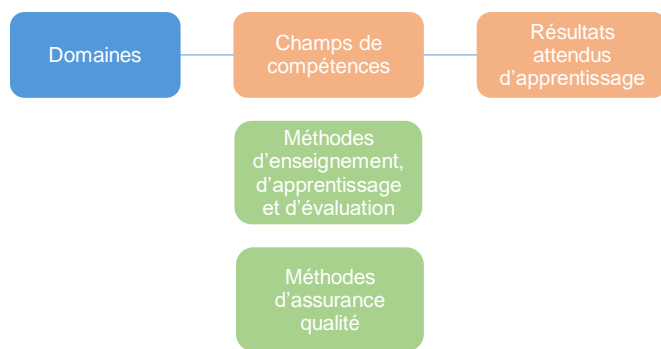 Domaines
Champs de
compétences
Résultats
attendus
d'apprentissage
Méthodes
d'enseignement,
d'apprentissage
et d'évaluation
Méthodes
d'assurance
qualité